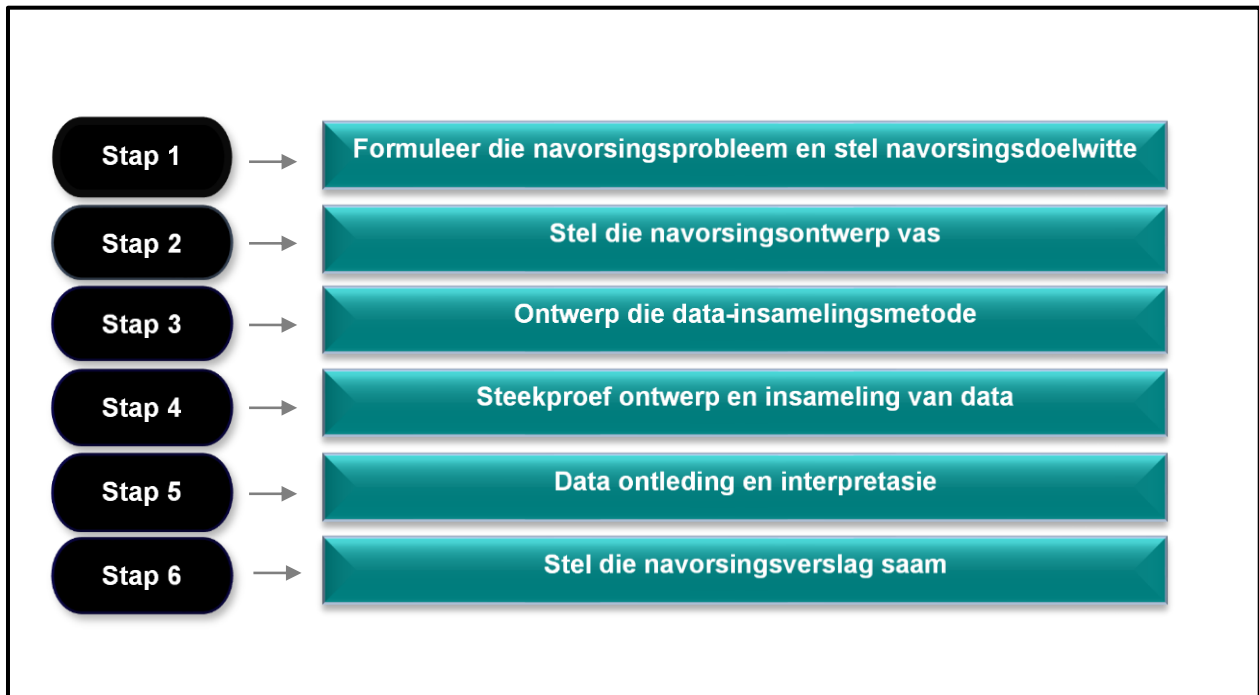 Stap 1
Formuleer die navorsingsprobleem en stel navorsingsdoelwitte
Stap 2
Stel die navorsingsontwerp vas
Stap 3
Ontwerp die data-insamelingsmetode
Stap 4
Steekproef ontwerp en insameling van data
Stap 5
Data ontleding en interpretasie
Stap 6
Stel die navorsingsverslag saam